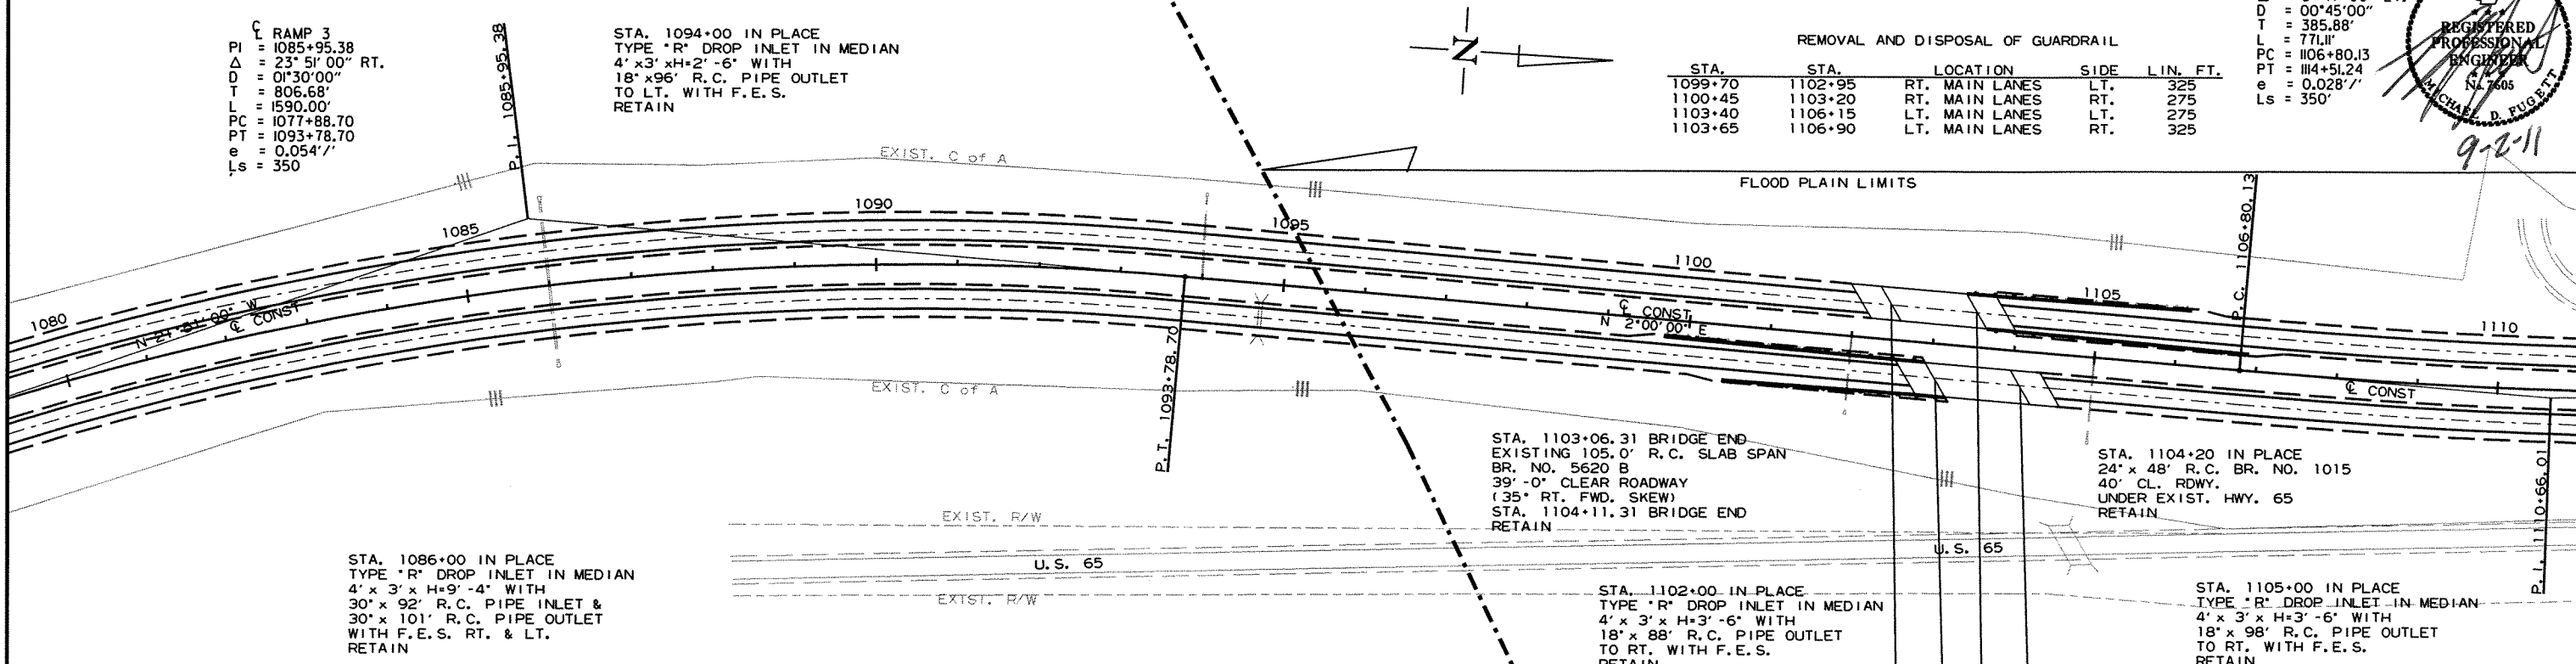 ℄ RAMP 3
PI = 1085+95.38
Δ = 23° 51' 00" RT.
D = 01°30'00"
T = 806.68'
L = 1590.00'
PC = 1077+88.70
PT = 1093+78.70
e = 0.054'/'
Ls = 350
P.I. 1085+95.38
STA. 1094+00 IN PLACE
TYPE "R" DROP INLET IN MEDIAN
4' x3' xH=2' -6" WITH
18" x96' R.C. PIPE OUTLET
TO LT. WITH F.E.S.
RETAIN
N
REMOVAL AND DISPOSAL OF GUARDRAIL
STA. STA. LOCATION SIDE LIN. FT.
1099+70 1102+95 RT. MAIN LANES LT. 325
1100+45 1103+20 RT. MAIN LANES RT. 275
1103+40 1106+15 LT. MAIN LANES LT. 275
1103+65 1106+90 LT. MAIN LANES RT. 325
D = 00°45'00"
T = 385.88'
L = 771.11'
PC = 1106+80.13
PT = 1114+51.24
e = 0.028'/'
Ls = 350'
REGISTERED
PROFESSIONAL
ENGINEER
No. 7605
MICHAEL D. FUGETT
9-2-11
EXIST. C of A
FLOOD PLAIN LIMITS
1080
1085
1090
1095
1100
1105
1110
N 21°51'00" W
℄ CONST
℄ CONST
N 2°00'00" E
℄ CONST
P.T. 1093+78.70
P.C. 1106+80.13
P.I. 1110+66.01
EXIST. C of A
STA. 1103+06.31 BRIDGE END
EXISTING 105.0' R.C. SLAB SPAN
BR. NO. 5620 B
39' -0" CLEAR ROADWAY
(35° RT. FWD. SKEW)
STA. 1104+11.31 BRIDGE END
RETAIN
STA. 1104+20 IN PLACE
24" x 48' R.C. BR. NO. 1015
40' CL. RDWY.
UNDER EXIST. HWY. 65
RETAIN
EXIST. R/W
U.S. 65
U.S. 65
EXIST. R/W
STA. 1086+00 IN PLACE
TYPE "R" DROP INLET IN MEDIAN
4' x 3' x H=9' -4" WITH
30" x 92' R.C. PIPE INLET &
30" x 101' R.C. PIPE OUTLET
WITH F.E.S. RT. & LT.
RETAIN
STA. 1102+00 IN PLACE
TYPE "R" DROP INLET IN MEDIAN
4' x 3' x H=3' -6" WITH
18" x 88' R.C. PIPE OUTLET
TO RT. WITH F.E.S.
RETAIN
STA. 1105+00 IN PLACE
TYPE "R" DROP INLET IN MEDIAN
4' x 3' x H=3' -6" WITH
18" x 98' R.C. PIPE OUTLET
TO RT. WITH F.E.S.
RETAIN